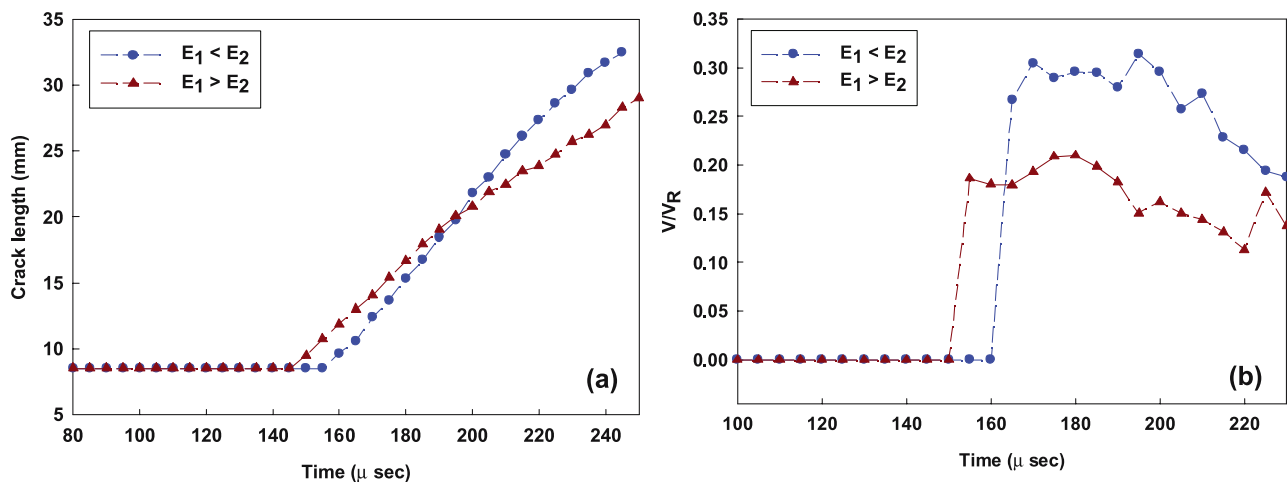 35
30
25
20
15
10
5
Crack length (mm)
E1 < E2
E1 > E2
(a)
80 100 120 140 160 180 200 220 240
Time (μ sec)
0.35
0.30
0.25
0.20
0.15
0.10
0.05
0.00
V/VR
E1 < E2
E1 > E2
(b)
100 120 140 160 180 200 220
Time (μ sec)